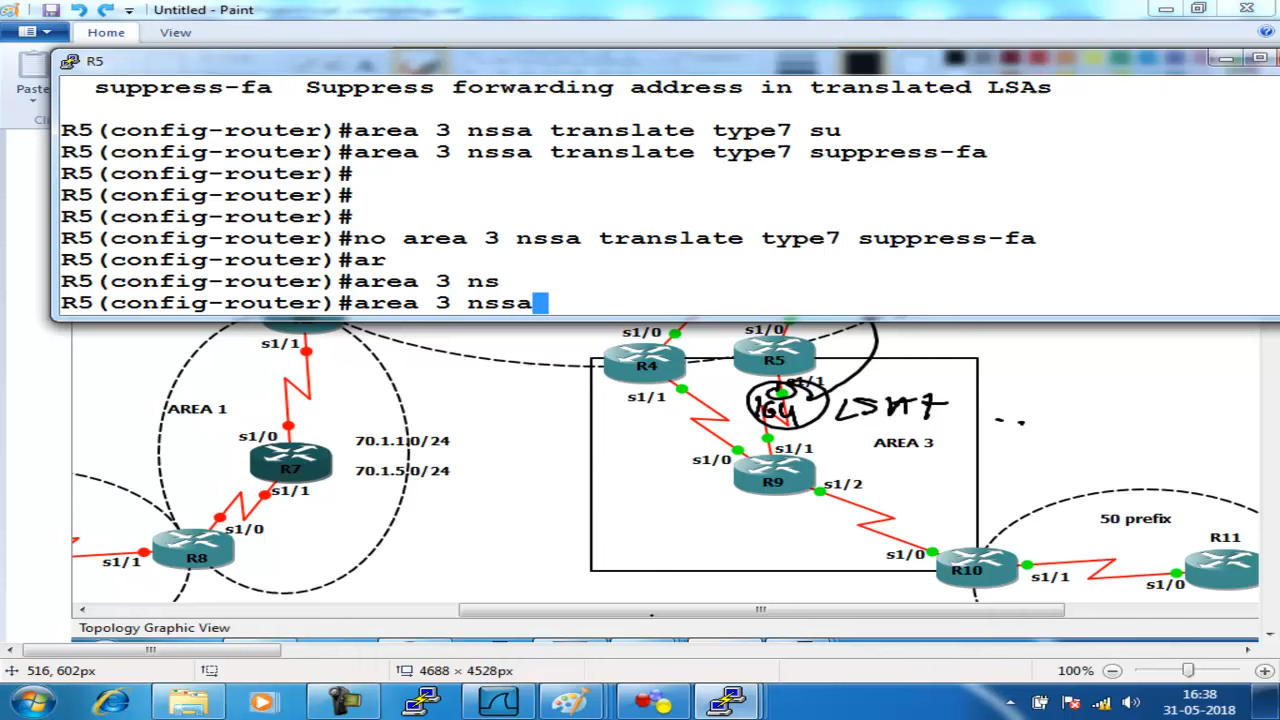 Untitled - Paint
Home
View
R5
Paste
suppress-fa Suppress forwarding address in translated LSAs
R5(config-router)#area 3 nssa translate type7 su
R5(config-router)#area 3 nssa translate type7 suppress-fa
R5(config-router)#
R5(config-router)#
R5(config-router)#
R5(config-router)#no area 3 nssa translate type7 suppress-fa
R5(config-router)#ar
R5(config-router)#area 3 ns
R5(config-router)#area 3 nssa
s1/1
s1/0
s1/0
R4
R5
s1/1
s1/1
AREA 1
LSA7
AREA 3
s1/0
70.1.1.0/24
s1/1
R7
s1/0
70.1.5.0/24
R9
s1/2
s1/1
s1/0
50 prefix
R8
s1/1
s1/0
R10
s1/1
R11
s1/0
Topology Graphic View
516, 602px
4688 × 4528px
100%
16:38
31-05-2018